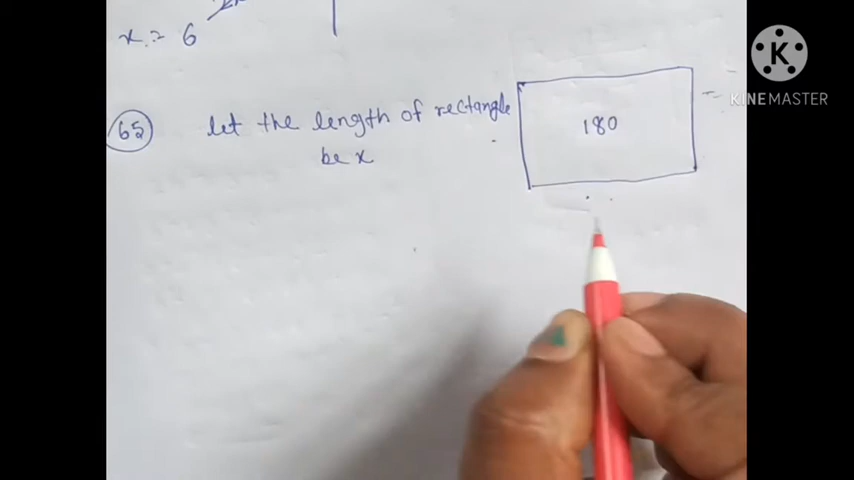 x = 6
65 let the length of rectangle
be x
180
K
KINEMASTER